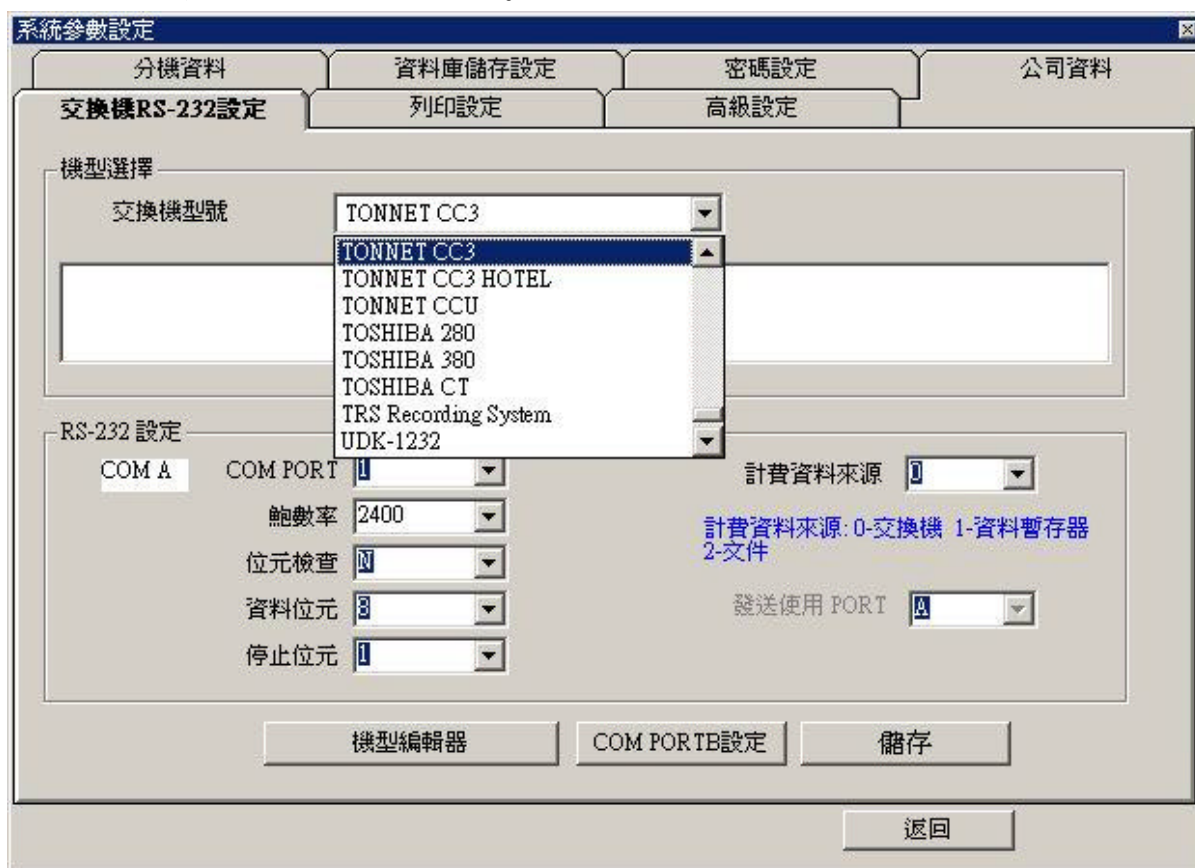 系統參數設定
分機資料 資料庫儲存設定 密碼設定 公司資料
交換機RS-232設定 列印設定 高級設定
機型選擇
交換機型號 TONNET CC3
TONNET CC3
TONNET CC3 HOTEL
TONNET CCU
TOSHIBA 280
TOSHIBA 380
TOSHIBA CT
TRS Recording System
UDK-1232
RS-232 設定
COM A COM PORT 1 計費資料來源 0
鮑數率 2400
計費資料來源: 0-交換機 1-資料暫存器
2-文件
位元檢查 N
資料位元 8 發送使用 PORT A
停止位元 1
機型編輯器 COM PORTB設定 儲存
返回